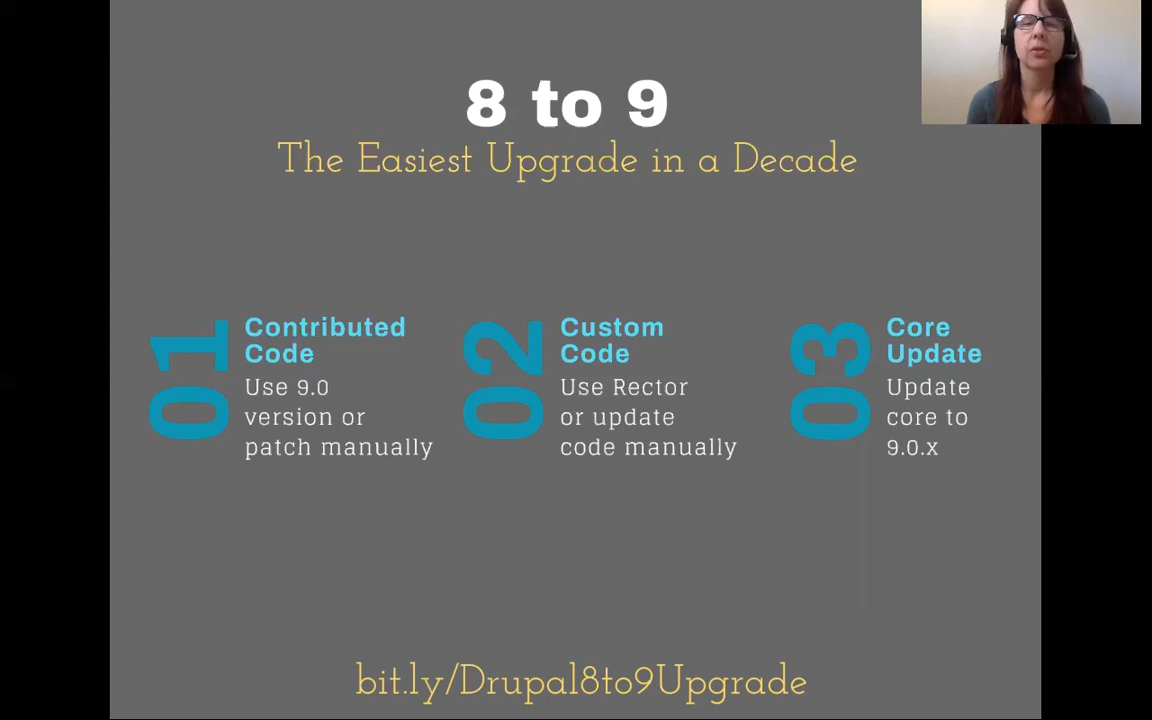 8 to 9
The Easiest Upgrade in a Decade
01
Contributed
Code
Use 9.0
version or
patch manually
02
Custom
Code
Use Rector
or update
code manually
03
Core
Update
Update
core to
9.0.x
bit.ly/Drupal8to9Upgrade